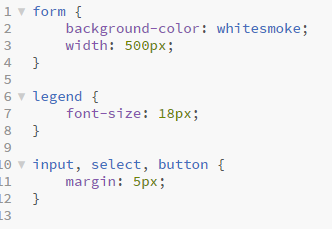 1 form {
2     background-color: whitesmoke;
3     width: 500px;
4 }
5
6 legend {
7     font-size: 18px;
8 }
9
10 input, select, button {
11     margin: 5px;
12 }
13